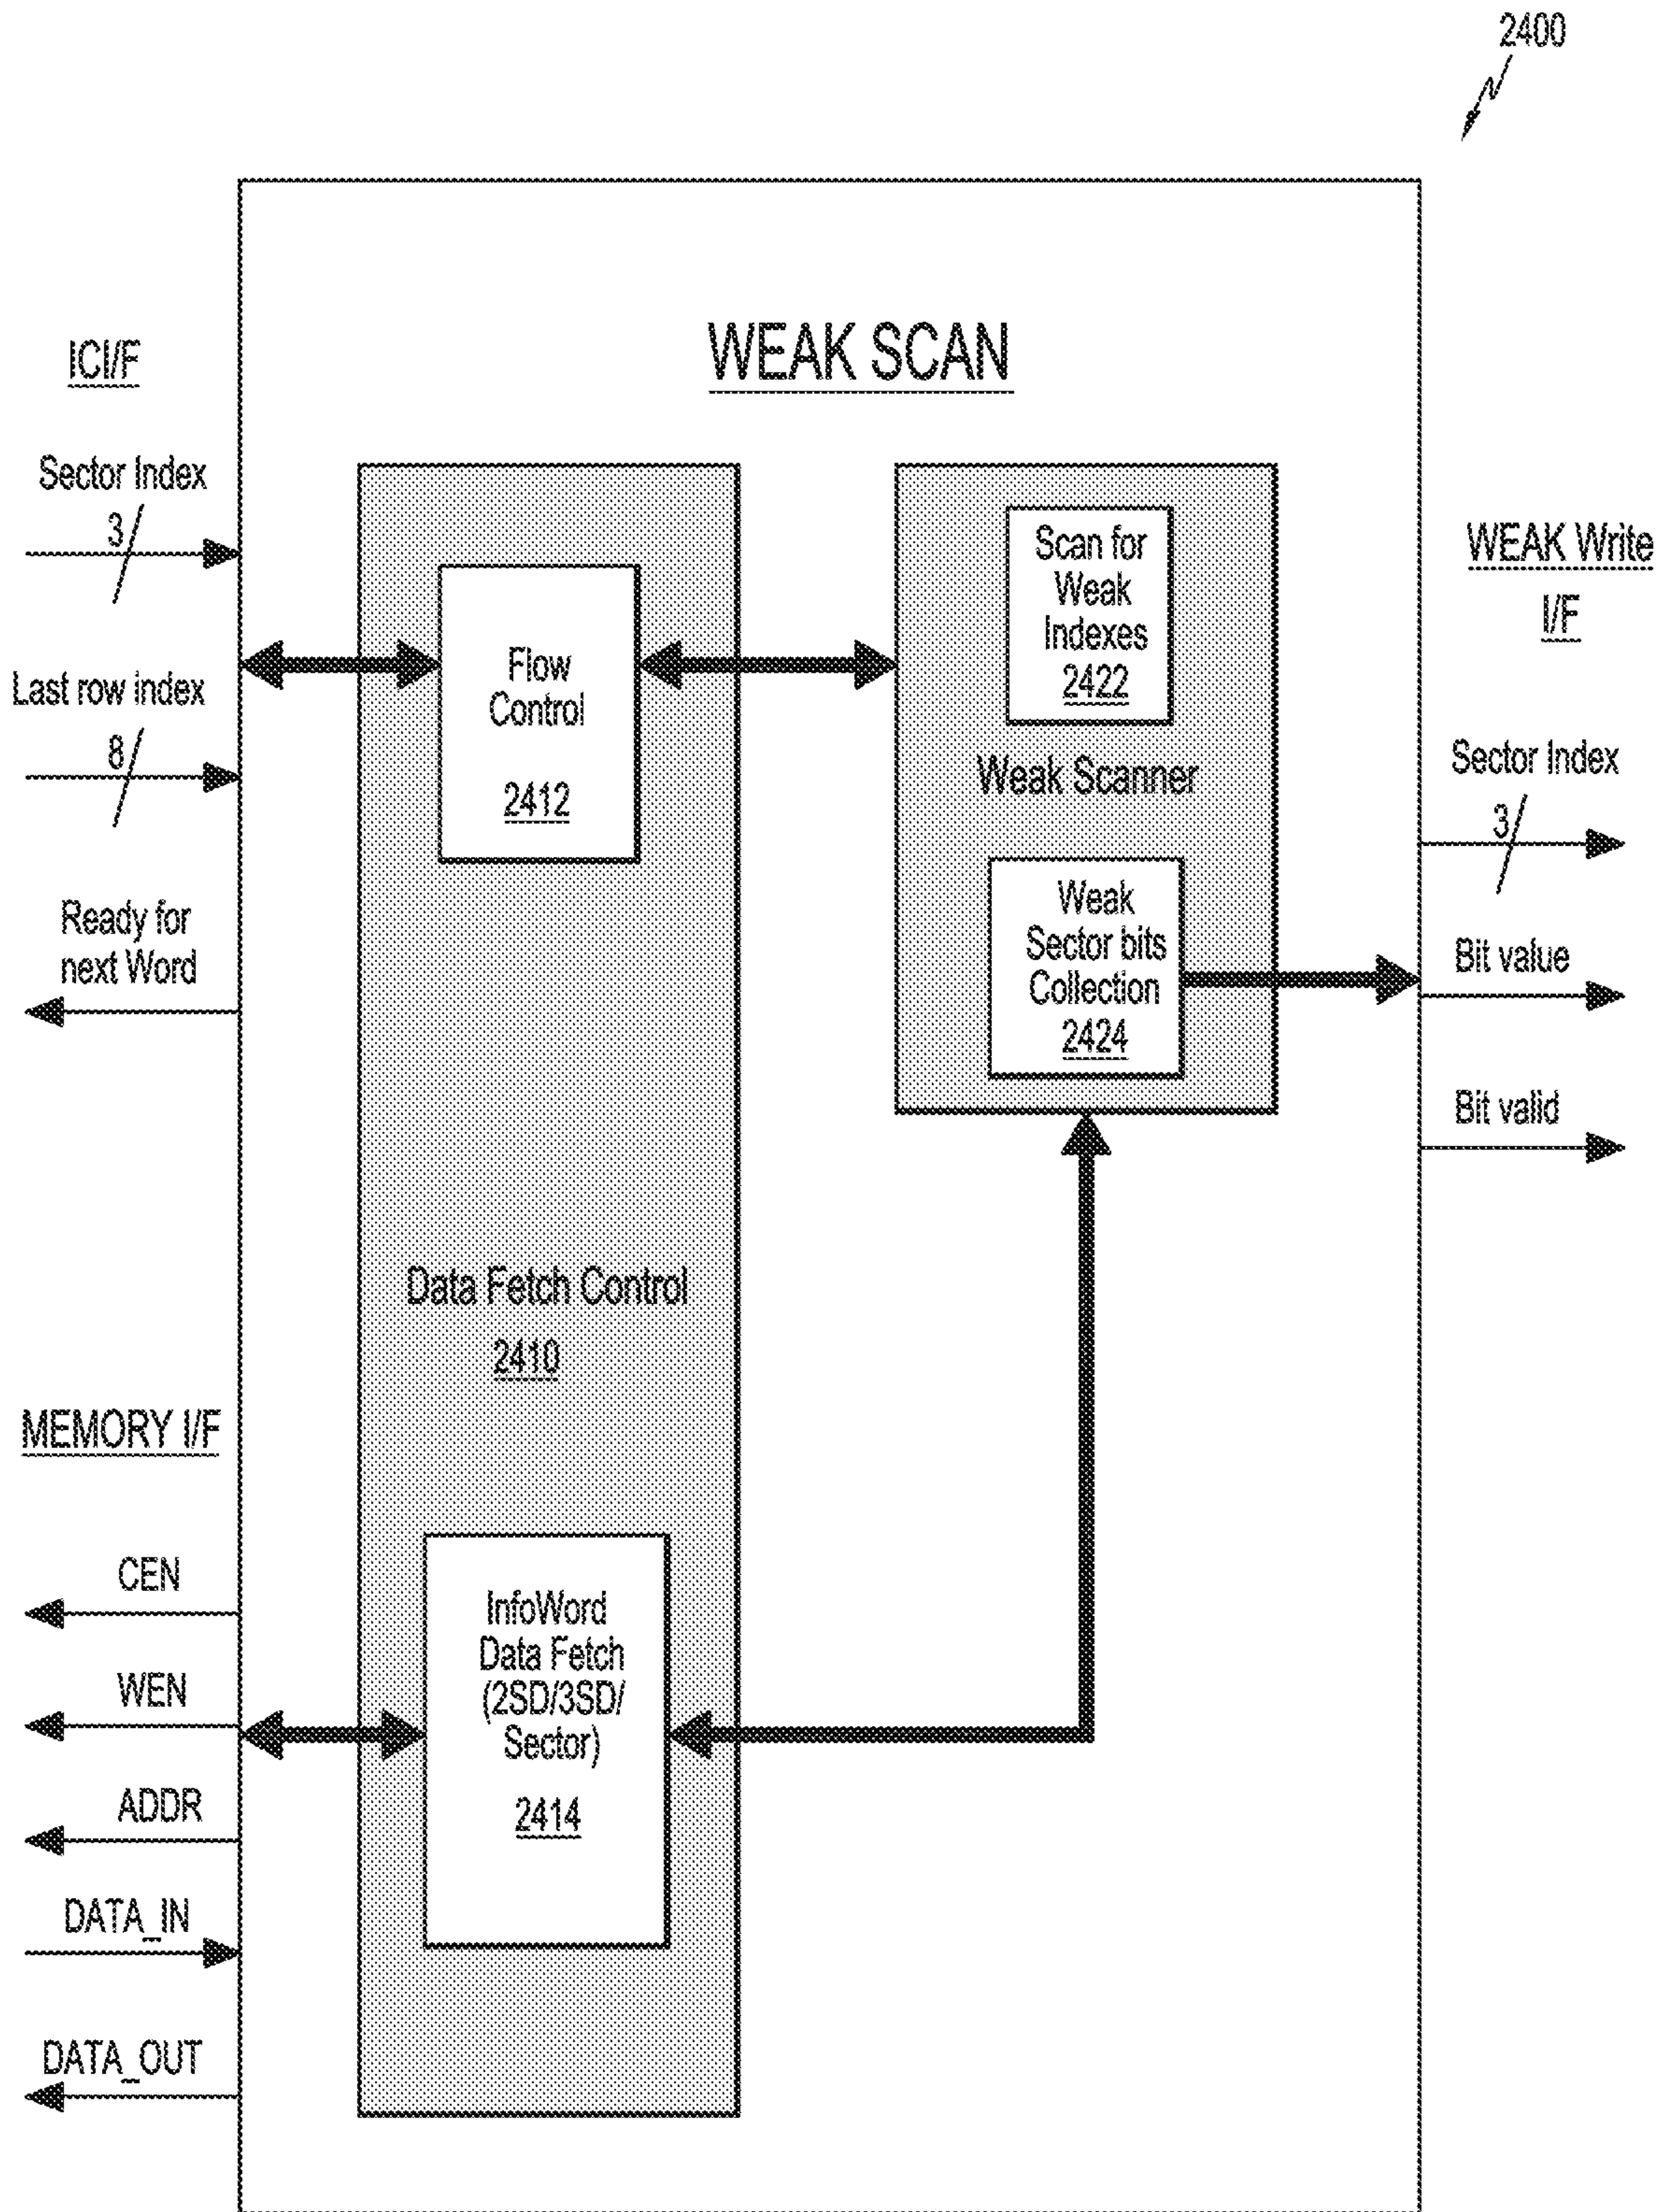 2400
WEAK SCAN
ICI/F
Sector Index
3
Last row index
8
Ready for
next Word
MEMORY I/F
CEN
WEN
ADDR
DATA_IN
DATA_OUT
Flow
Control
2412
Data Fetch Control
2410
InfoWord
Data Fetch
(2SD/3SD/
Sector)
2414
Scan for
Weak
Indexes
2422
Weak Scanner
Weak
Sector bits
Collection
2424
WEAK Write
I/F
Sector Index
3
Bit value
Bit valid